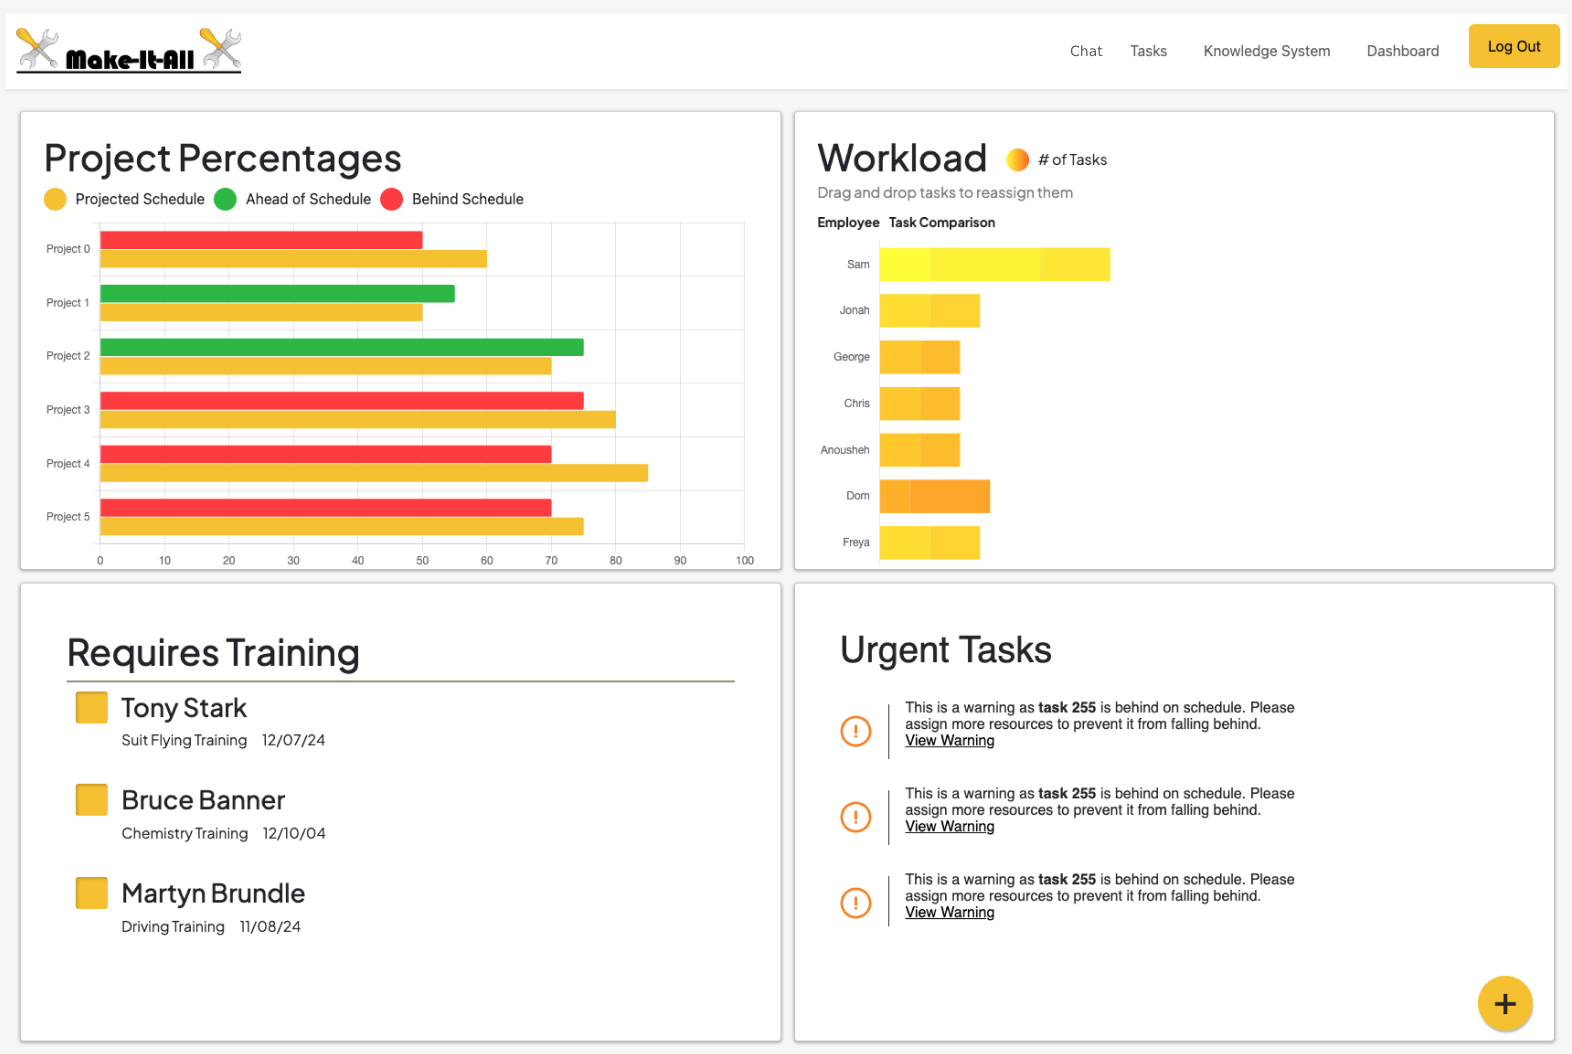 Make-It-All
Chat Tasks Knowledge System Dashboard Log Out
Project Percentages
Projected Schedule Ahead of Schedule Behind Schedule
Project 0
Project 1
Project 2
Project 3
Project 4
Project 5
0 10 20 30 40 50 60 70 80 90 100
Workload # of Tasks
Drag and drop tasks to reassign them
Employee Task Comparison
Sam
Jonah
George
Chris
Anousheh
Dom
Freya
Requires Training
Tony Stark
Suit Flying Training 12/07/24
Bruce Banner
Chemistry Training 12/10/04
Martyn Brundle
Driving Training 11/08/24
Urgent Tasks
This is a warning as task 255 is behind on schedule. Please
assign more resources to prevent it from falling behind.
View Warning
This is a warning as task 255 is behind on schedule. Please
assign more resources to prevent it from falling behind.
View Warning
This is a warning as task 255 is behind on schedule. Please
assign more resources to prevent it from falling behind.
View Warning
+